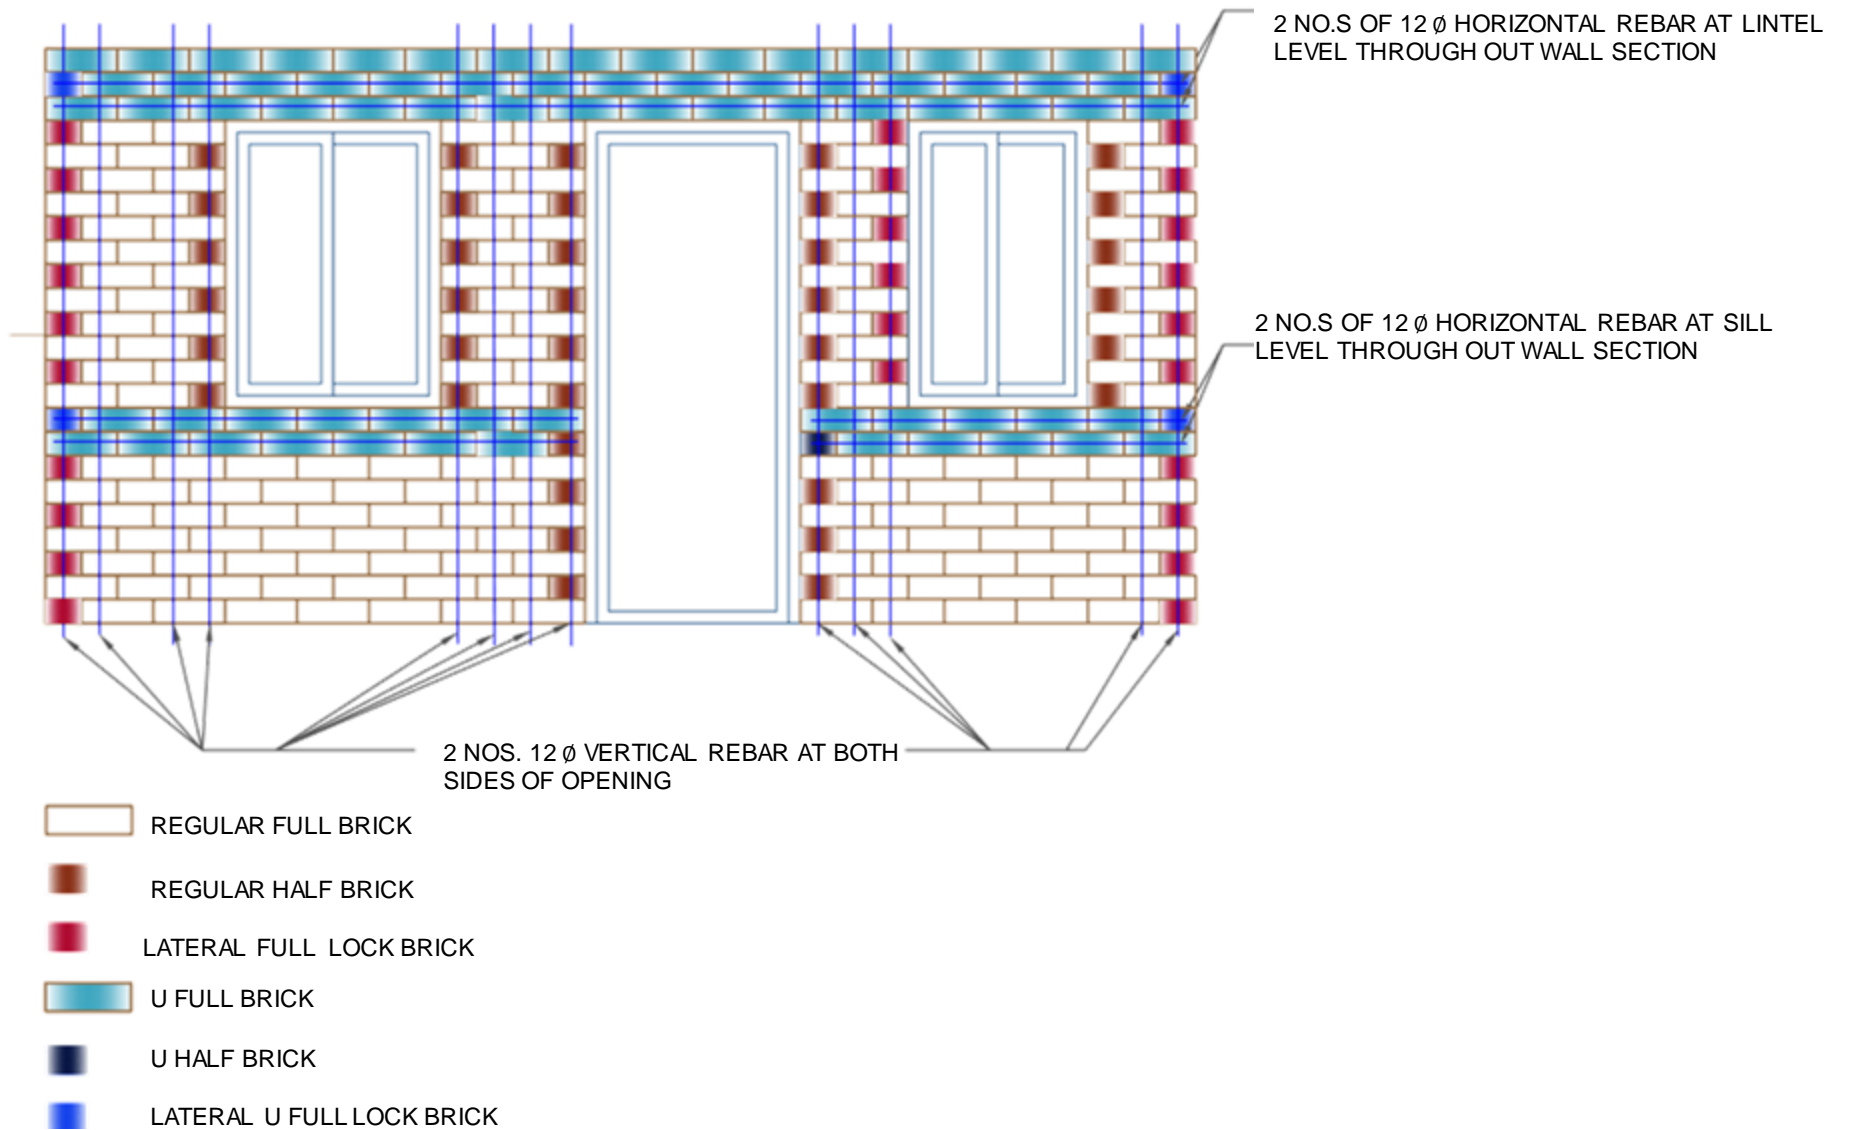 2 NO.S OF 12 Ø HORIZONTAL REBAR AT LINTEL
LEVEL THROUGH OUT WALL SECTION
2 NO.S OF 12 Ø HORIZONTAL REBAR AT SILL
LEVEL THROUGH OUT WALL SECTION
2 NOS. 12 Ø VERTICAL REBAR AT BOTH
SIDES OF OPENING
REGULAR FULL BRICK
REGULAR HALF BRICK
LATERAL FULL LOCK BRICK
U FULL BRICK
U HALF BRICK
LATERAL U FULL LOCK BRICK